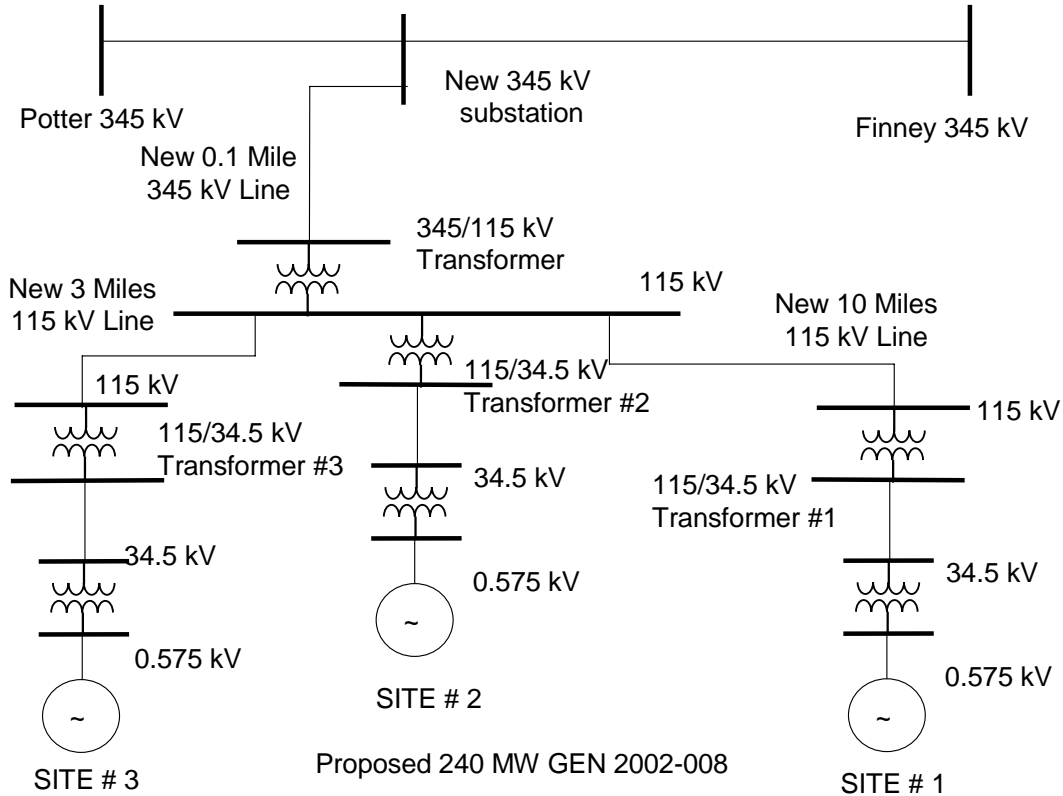 Potter 345 kV
New 345 kV
substation
Finney 345 kV
New 0.1 Mile
345 kV Line
345/115 kV
Transformer
115 kV
New 3 Miles
115 kV Line
New 10 Miles
115 kV Line
115 kV
115/34.5 kV
Transformer #2
115 kV
115/34.5 kV
Transformer #3
34.5 kV
115/34.5 kV
Transformer #1
34.5 kV
34.5 kV
0.575 kV
0.575 kV
0.575 kV
~
~
~
SITE # 2
Proposed 240 MW GEN 2002-008
SITE # 3
SITE # 1